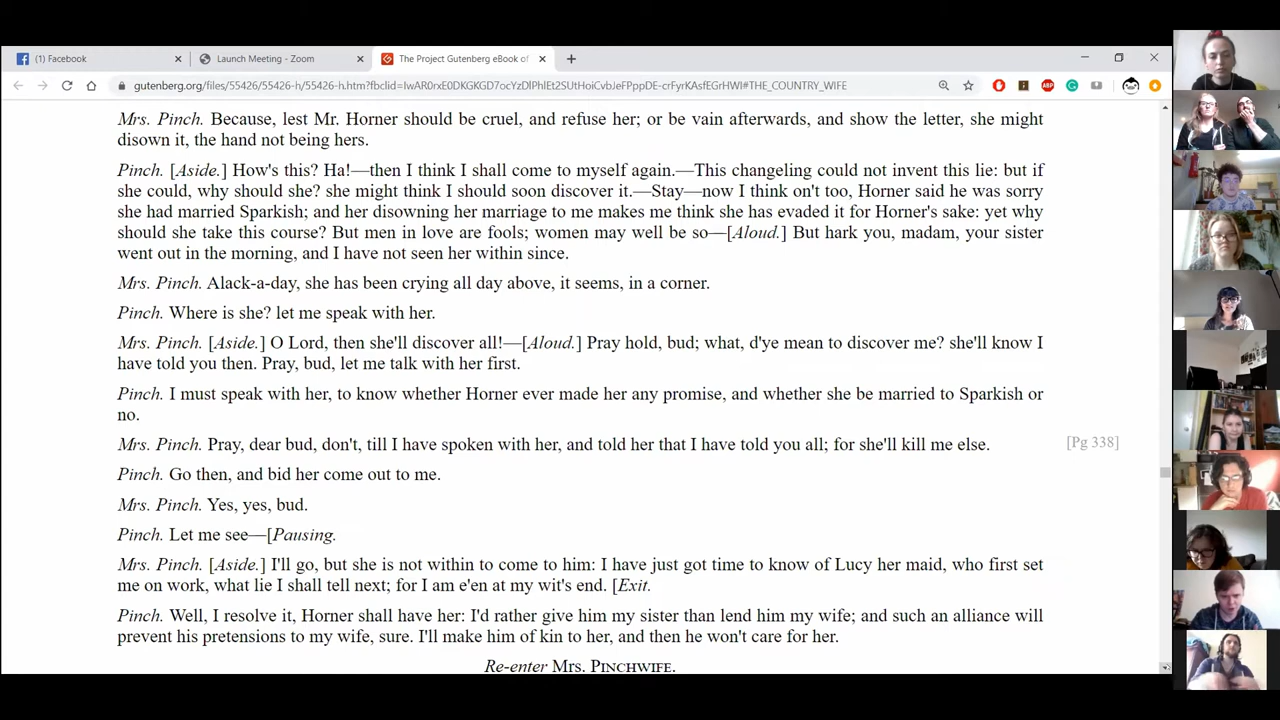 (1) Facebook
Launch Meeting - Zoom
The Project Gutenberg eBook of
gutenberg.org/files/55426-h/55426-h.htm?fbclid=IwAR0rxE0DKGKGD7ocYzDlPhlEt2SUtHoiCvbJeFPppDE-crFyrKAsfEGrHWI#THE_COUNTRY_WIFE
Mrs. Pinch. Because, lest Mr. Horner should be cruel, and refuse her; or be vain afterwards, and show the letter, she might
disown it, the hand not being hers.
Pinch. [Aside.] How's this? Ha!—then I think I shall come to myself again.—This changeling could not invent this lie: but if
she could, why should she? she might think I should soon discover it.—Stay—now I think on't too, Horner said he was sorry
she had married Sparkish; and her disowning her marriage to me makes me think she has evaded it for Horner's sake: yet why
should she take this course? But men in love are fools; women may well be so—[Aloud.] But hark you, madam, your sister
went out in the morning, and I have not seen her within since.
Mrs. Pinch. Alack-a-day, she has been crying all day above, it seems, in a corner.
Pinch. Where is she? let me speak with her.
Mrs. Pinch. [Aside.] O Lord, then she'll discover all!—[Aloud.] Pray hold, bud; what, d'ye mean to discover me? she'll know I
have told you then. Pray, bud, let me talk with her first.
Pinch. I must speak with her, to know whether Horner ever made her any promise, and whether she be married to Sparkish or
no.
Mrs. Pinch. Pray, dear bud, don't, till I have spoken with her, and told her that I have told you all; for she'll kill me else.
[Pg 338]
Pinch. Go then, and bid her come out to me.
Mrs. Pinch. Yes, yes, bud.
Pinch. Let me see—[Pausing.
Mrs. Pinch. [Aside.] I'll go, but she is not within to come to him: I have just got time to know of Lucy her maid, who first set
me on work, what lie I shall tell next; for I am e'en at my wit's end. [Exit.
Pinch. Well, I resolve it, Horner shall have her: I'd rather give him my sister than lend him my wife; and such an alliance will
prevent his pretensions to my wife, sure. I'll make him of kin to her, and then he won't care for her.
Re-enter Mrs. PINCHWIFE.